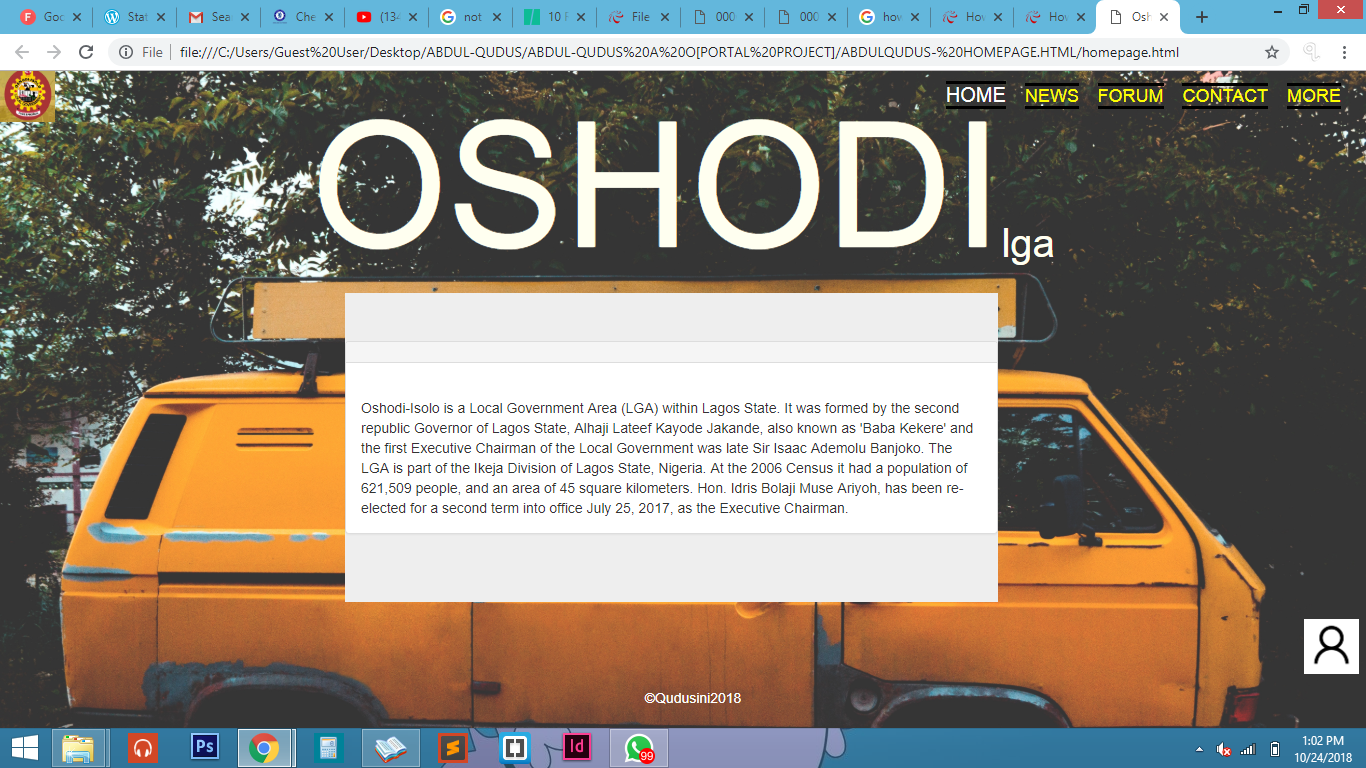 Goc
Stat
Sea
Che
(134
not
10 F
File
000
000
hov
Hov
Hov
Osh
File
file:///C:/Users/Guest%20User/Desktop/ABDUL-QUDUS/ABDUL-QUDUS%20A%20O[PORTAL%20PROJECT]/ABDULQUDUS-%20HOMEPAGE.HTML/homepage.html
HOME NEWS FORUM CONTACT MORE
OSHODI lga
Oshodi-Isolo is a Local Government Area (LGA) within Lagos State. It was formed by the second
republic Governor of Lagos State, Alhaji Lateef Kayode Jakande, also known as 'Baba Kekere' and
the first Executive Chairman of the Local Government was late Sir Isaac Ademolu Banjoko. The
LGA is part of the Ikeja Division of Lagos State, Nigeria. At the 2006 Census it had a population of
621,509 people, and an area of 45 square kilometers. Hon. Idris Bolaji Muse Ariyoh, has been re-
elected for a second term into office July 25, 2017, as the Executive Chairman.
©Qudusini2018
Ps
Id
99
1:02 PM
10/24/2018